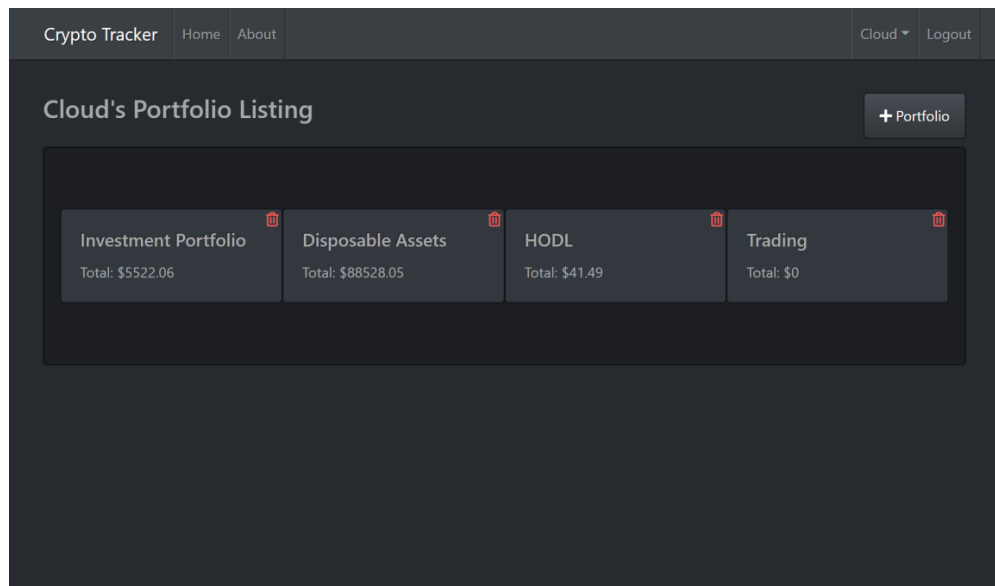 Crypto Tracker Home About Cloud Logout
Cloud's Portfolio Listing
+ Portfolio
Investment Portfolio
Total: $5522.06
Disposable Assets
Total: $88528.05
HODL
Total: $41.49
Trading
Total: $0